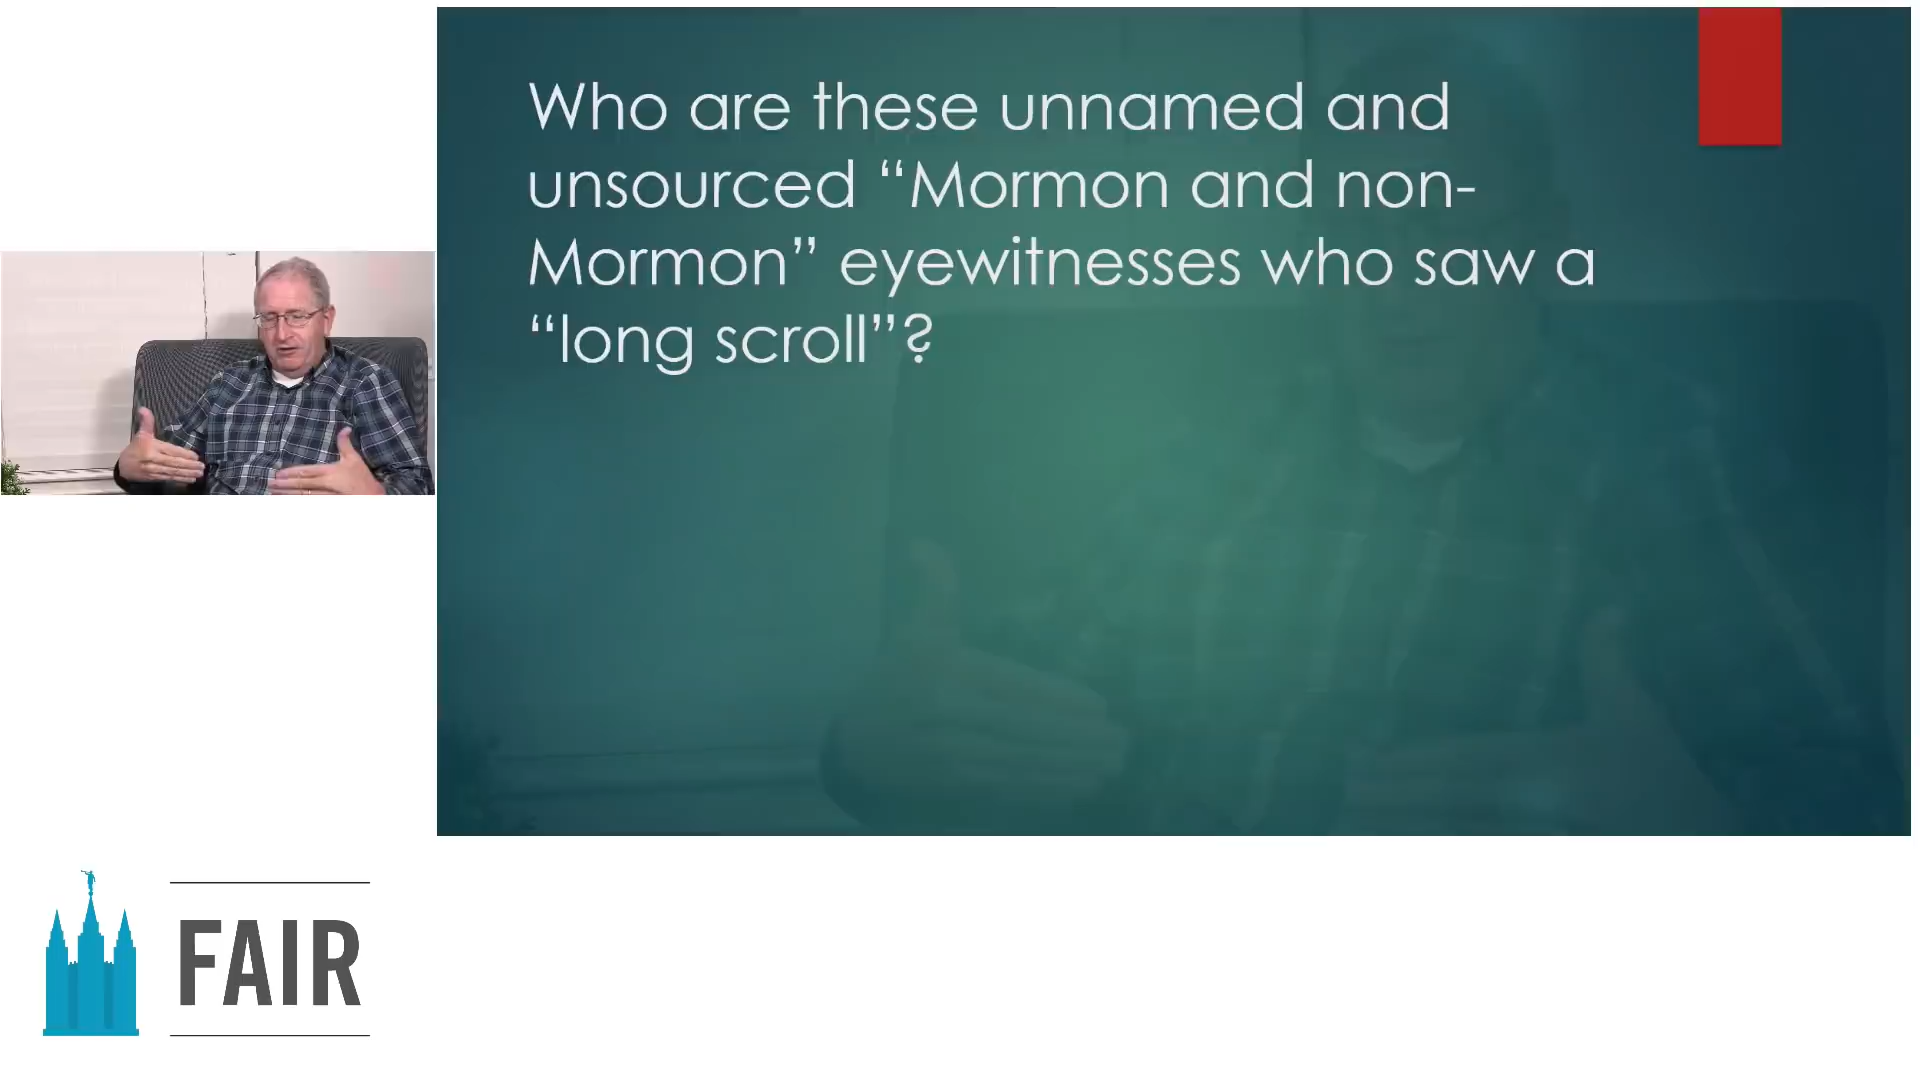 Who are these unnamed and
unsourced “Mormon and non-
Mormon” eyewitnesses who saw a
“long scroll”?
FAIR